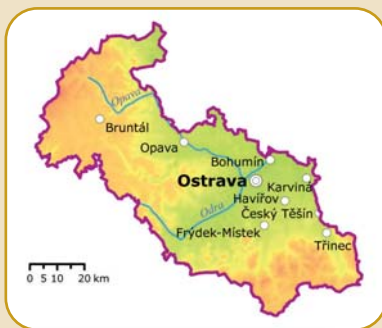 Opava
Bruntál
Opava
Bohumín
Ostrava
Karviná
Havířov
Český Těšín
Odra
Frýdek-Místek
Třinec
0 5 10 20 km